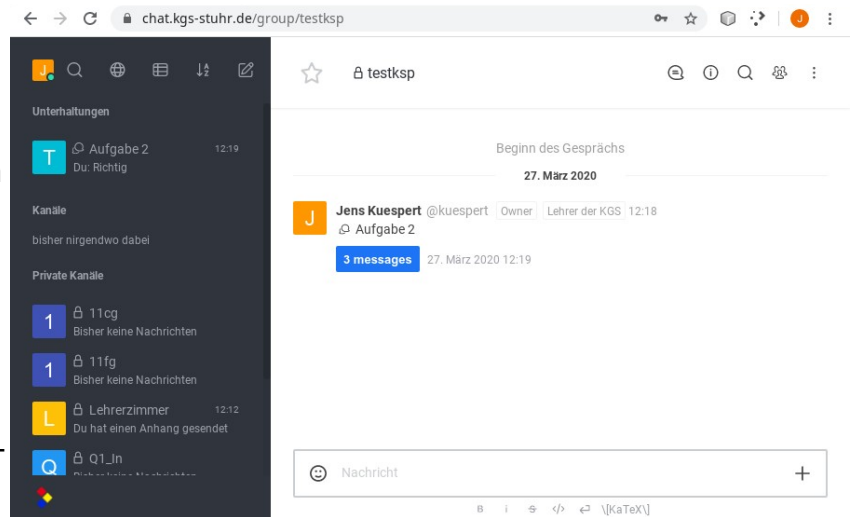 chat.kgs-stuhr.de/group/testksp
J
J
testksp
Unterhaltungen
T
Aufgabe 2
12:19
Du: Richtig
Kanäle
bisher nirgendwo dabei
Private Kanäle
1
11cg
Bisher keine Nachrichten
1
11fg
Bisher keine Nachrichten
L
Lehrerzimmer
12:12
Du hat einen Anhang gesendet
Q
Q1_In
Beginn des Gesprächs
27. März 2020
J
Jens Kuespert @kuespert Owner Lehrer der KGS 12:18
Aufgabe 2
3 messages 27. März 2020 12:19
Nachricht
B i S </> \[KaTeX\]